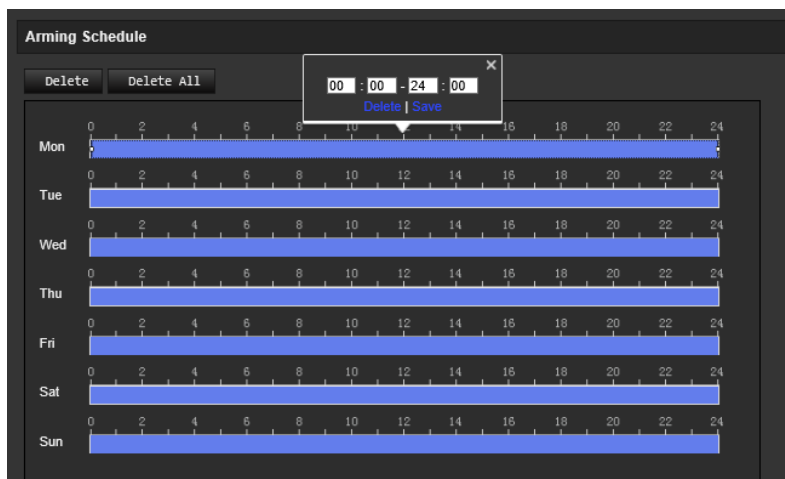 Arming Schedule
Delete Delete All
00 : 00 - 24 : 00
Delete | Save
0 2 4 6 8 10 12 14 16 18 20 22 24
Mon
0 2 4 6 8 10 12 14 16 18 20 22 24
Tue
0 2 4 6 8 10 12 14 16 18 20 22 24
Wed
0 2 4 6 8 10 12 14 16 18 20 22 24
Thu
0 2 4 6 8 10 12 14 16 18 20 22 24
Fri
0 2 4 6 8 10 12 14 16 18 20 22 24
Sat
0 2 4 6 8 10 12 14 16 18 20 22 24
Sun